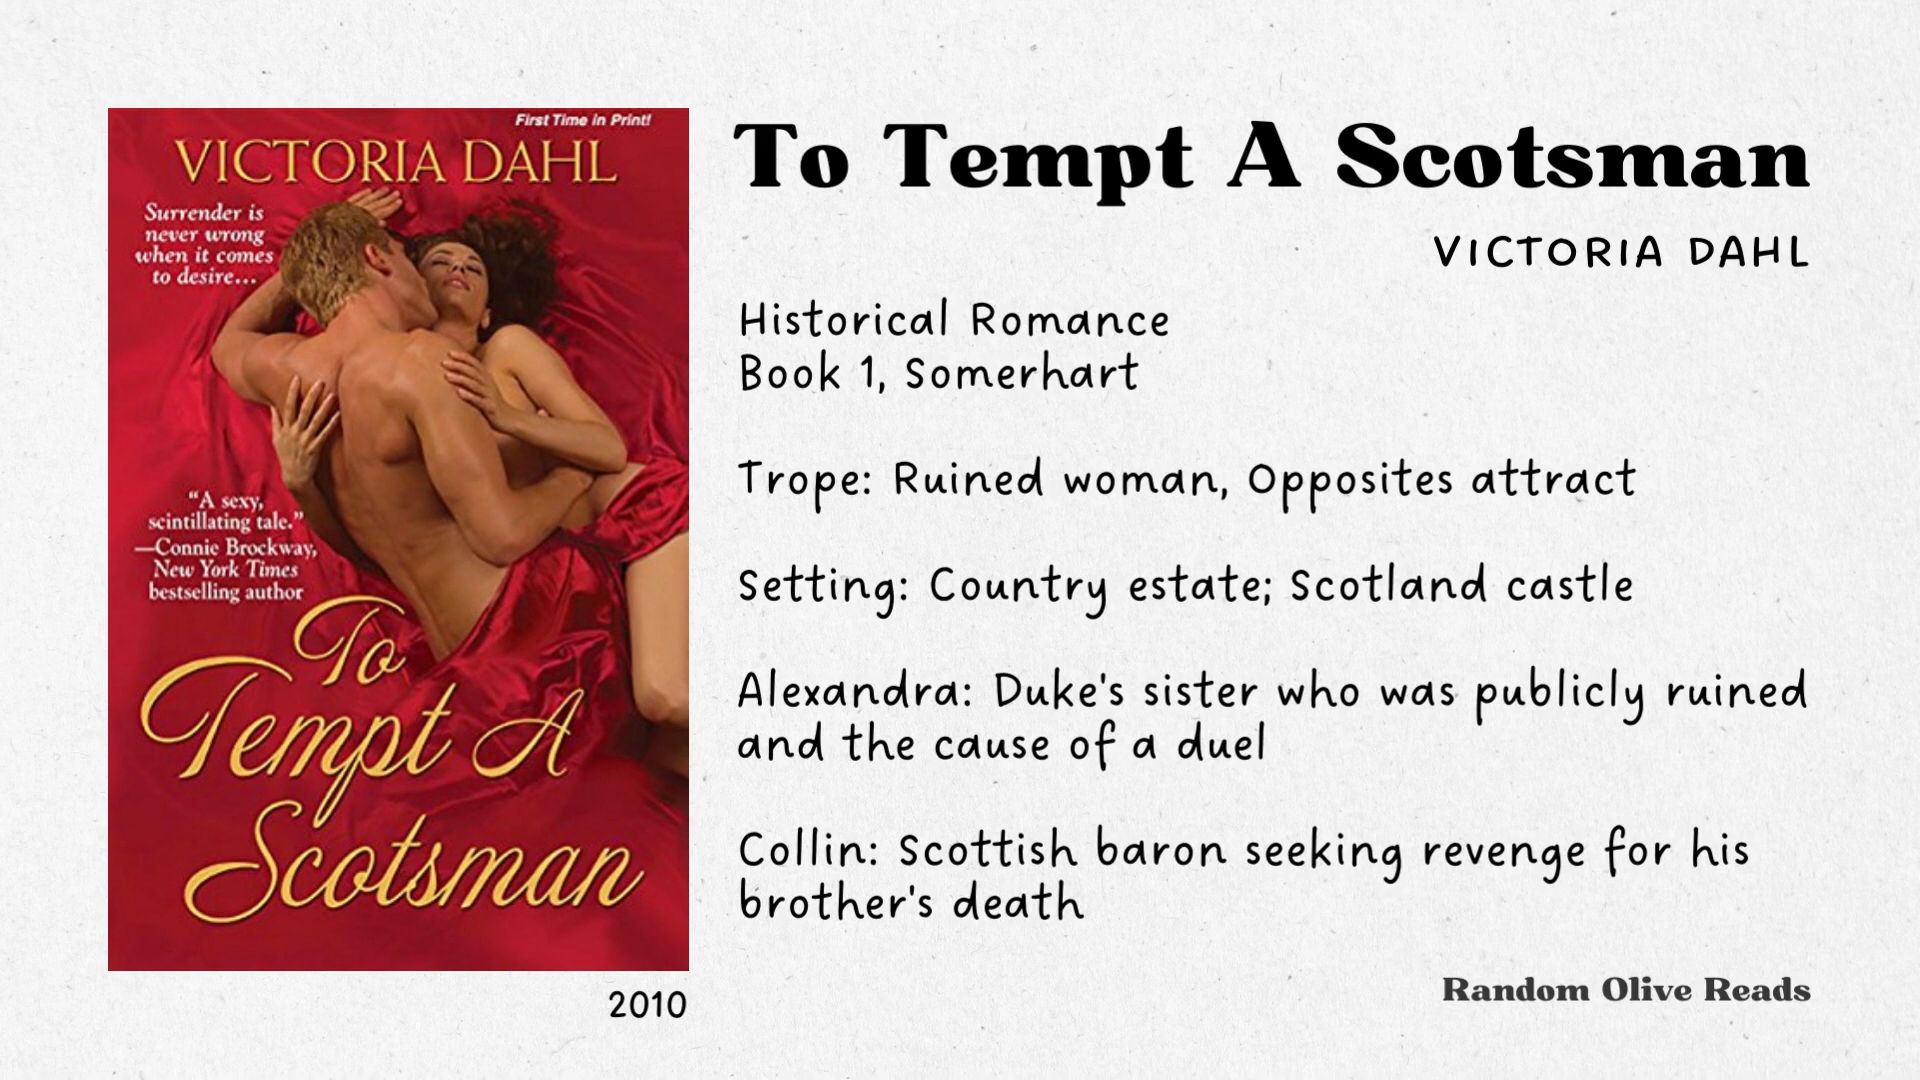 First Time in Print!
VICTORIA DAHL
Surrender is
never wrong
when it comes
to desire...
"A sexy,
scintillating tale."
—Connie Brockway,
New York Times
bestselling author
To
Tempt A
Scotsman
2010
To Tempt A Scotsman
VICTORIA DAHL
Historical Romance
Book 1, Somerhart
Trope: Ruined woman, Opposites attract
Setting: Country estate; Scotland castle
Alexandra: Duke's sister who was publicly ruined
and the cause of a duel
Collin: Scottish baron seeking revenge for his
brother's death
Random Olive Reads